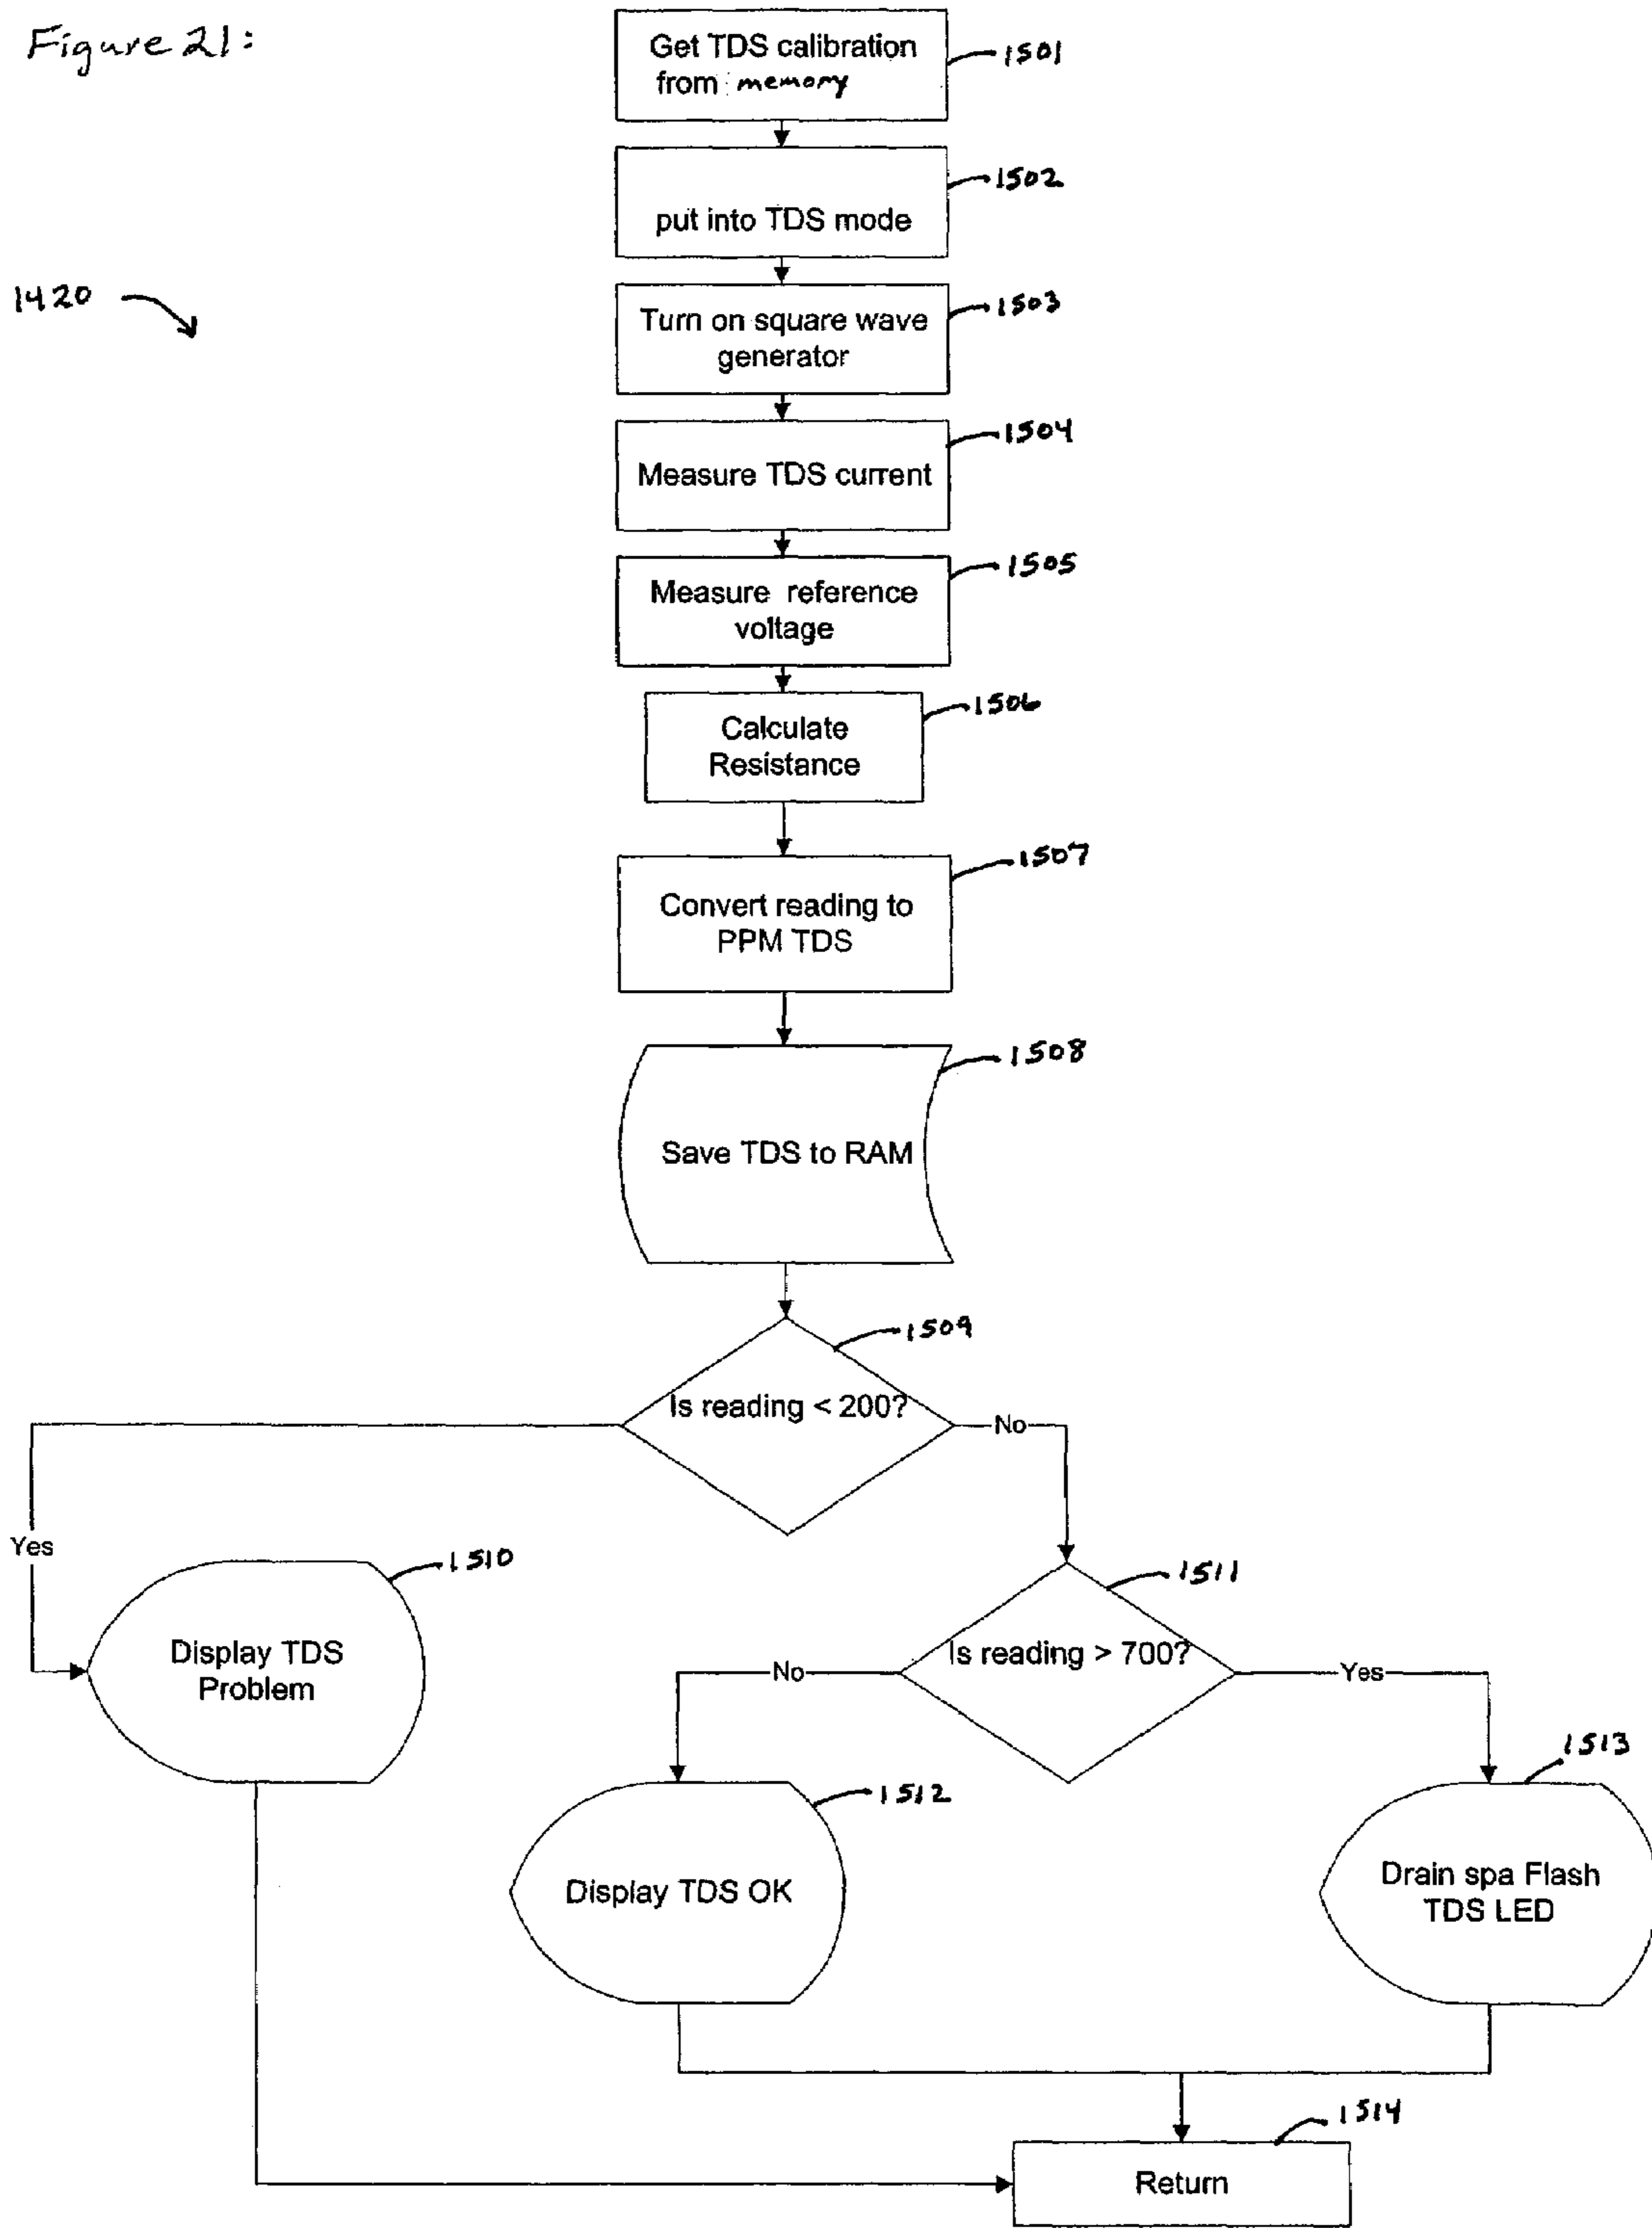 Figure 21:
Get TDS calibration
from memory
1501
put into TDS mode
1502
1420
Turn on square wave
generator
1503
Measure TDS current
1504
Measure reference
voltage
1505
Calculate
Resistance
1506
Convert reading to
PPM TDS
1507
Save TDS to RAM
1508
Is reading < 200?
1509
No
Yes
Display TDS
Problem
1510
Is reading > 700?
1511
No
Yes
Display TDS OK
1512
Drain spa Flash
TDS LED
1513
Return
1514